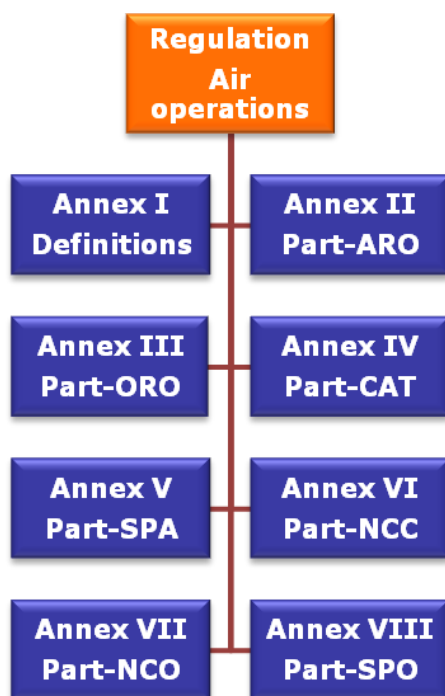 Regulation
Air
operations
Annex I
Definitions
Annex II
Part-ARO
Annex III
Part-ORO
Annex IV
Part-CAT
Annex V
Part-SPA
Annex VI
Part-NCC
Annex VII
Part-NCO
Annex VIII
Part-SPO